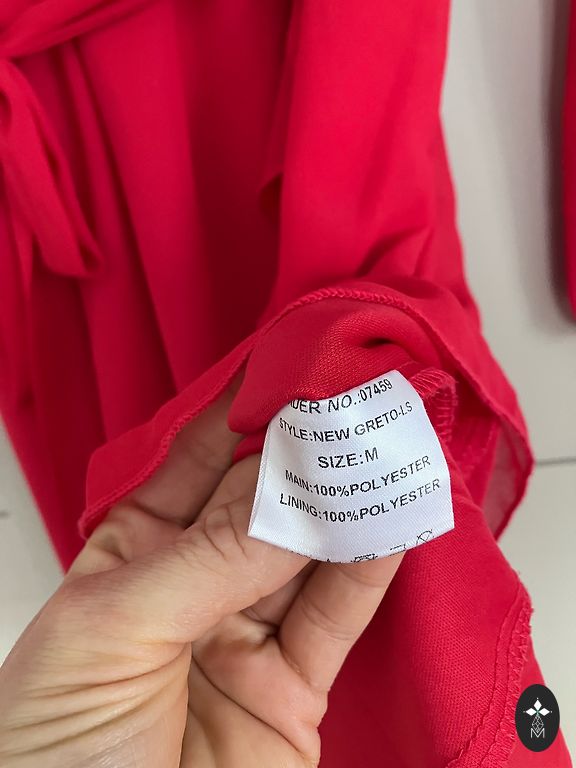 DER NO.:07459
STYLE:NEW GRETO-LS
SIZE:M
MAIN:100%POLYESTER
LINING:100%POLYESTER